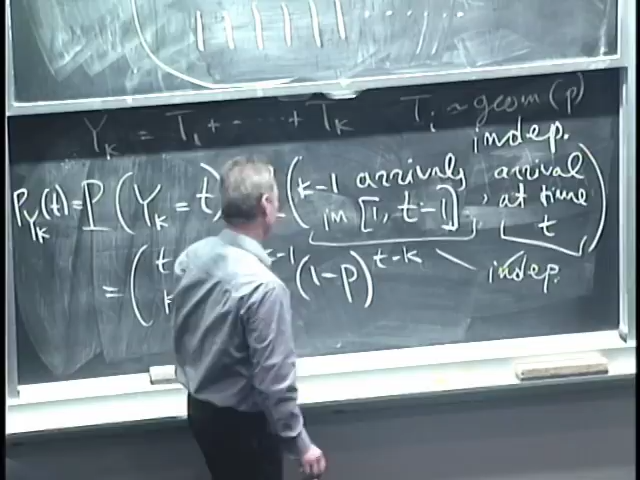 Y_k = T_1 + ... + T_k   T_i ~ geom(p)
indep.
P_{Y_k}(t) = P(Y_k = t) (k-1 arrivals in [1, t-1], arrival at time t)
= (t k-1 (1-p)^{t-k} indep.